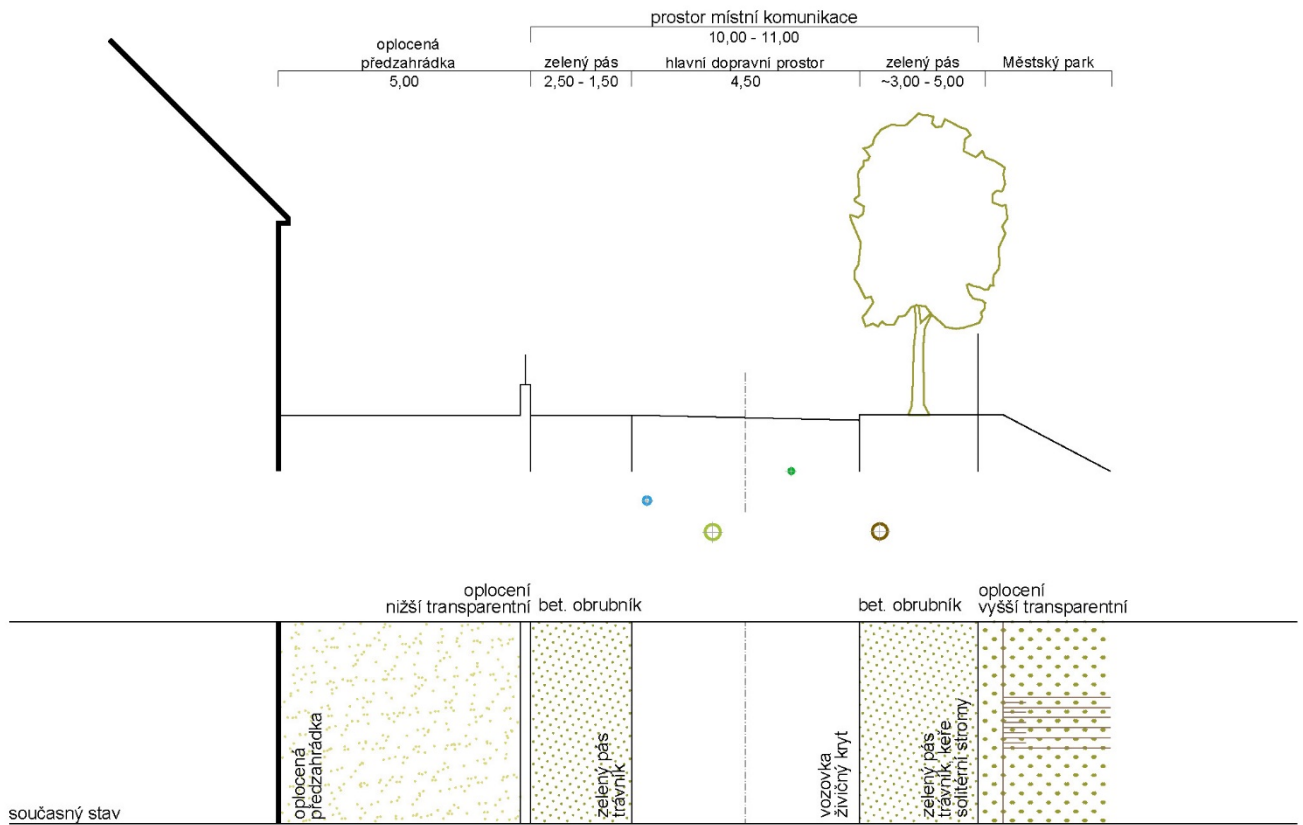 prostor místní komunikace
10,00 - 11,00
oplocená
předzahrádka
5,00
zelený pás
2,50 - 1,50
hlavní dopravní prostor
4,50
zelený pás
~3,00 - 5,00
Městský park
oplocení
nižší transparentní
bet. obrubník
bet. obrubník
oplocení
vyšší transparentní
oplocená
předzahrádka
zelený pás
trávník
vozovka
živičný kryt
zelený pás
trávník, keře
soliterní stromy
současný stav